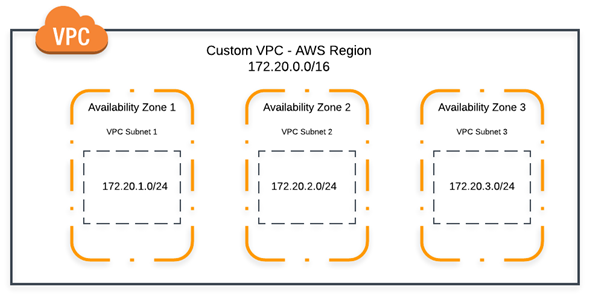 VPC
Custom VPC - AWS Region
172.20.0.0/16
Availability Zone 1
Availability Zone 2
Availability Zone 3
VPC Subnet 1
VPC Subnet 2
VPC Subnet 3
172.20.1.0/24
172.20.2.0/24
172.20.3.0/24